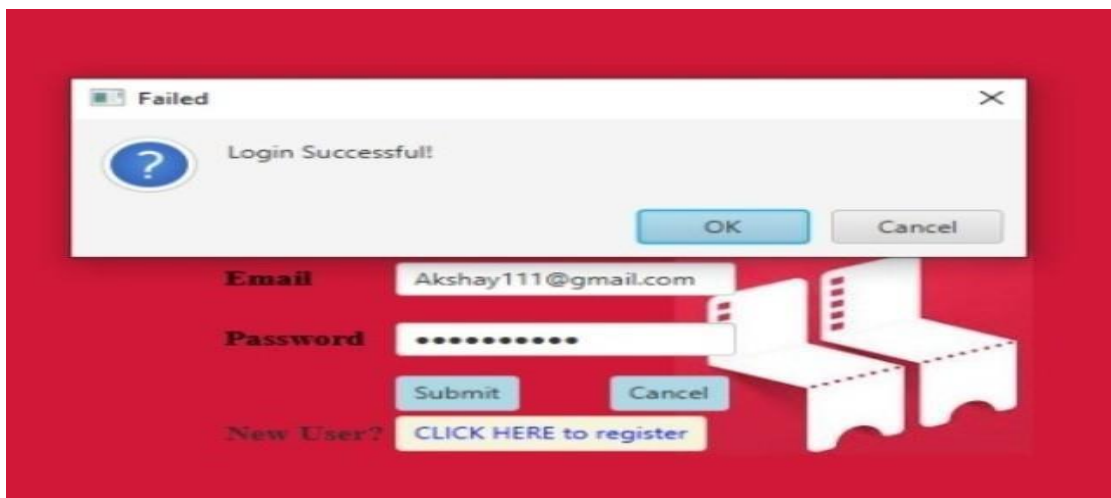 Failed
Login Successful!
OK Cancel
Email Akshay111@gmail.com
Password ••••••••••
Submit Cancel
New User? CLICK HERE to register